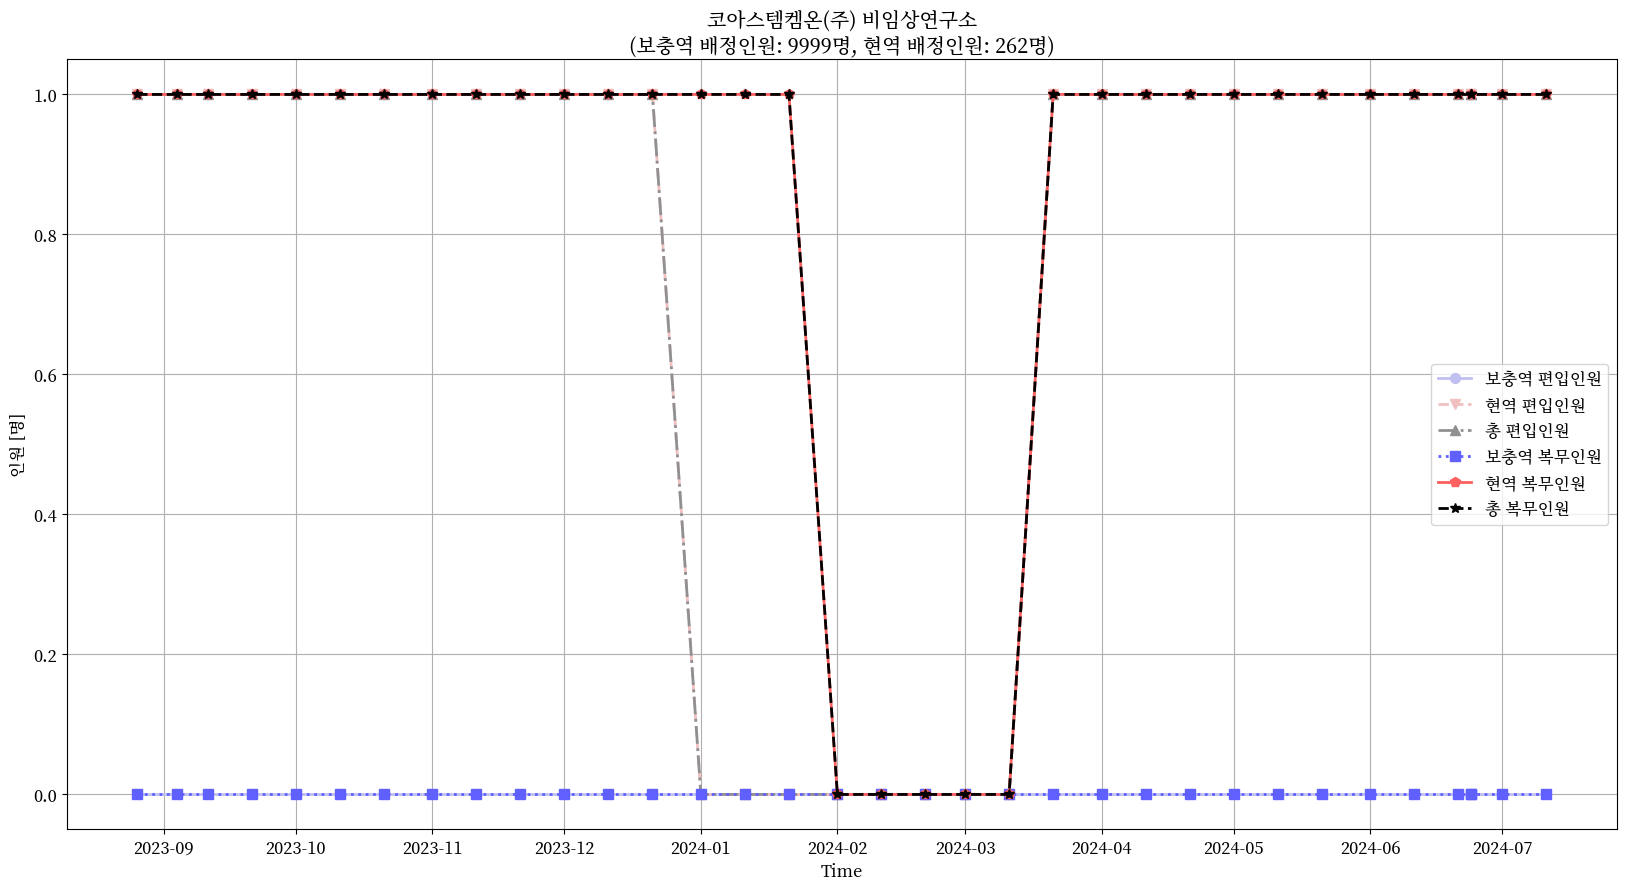 코아스템켐온(주) 비임상연구소
(보충역 배정인원: 9999명, 현역 배정인원: 262명)
인원 [명]
1.0
0.8
0.6
0.4
0.2
0.0
보충역 편입인원
현역 편입인원
총 편입인원
보충역 복무인원
현역 복무인원
총 복무인원
2023-09
2023-10
2023-11
2023-12
2024-01
2024-02
2024-03
2024-04
2024-05
2024-06
2024-07
Time